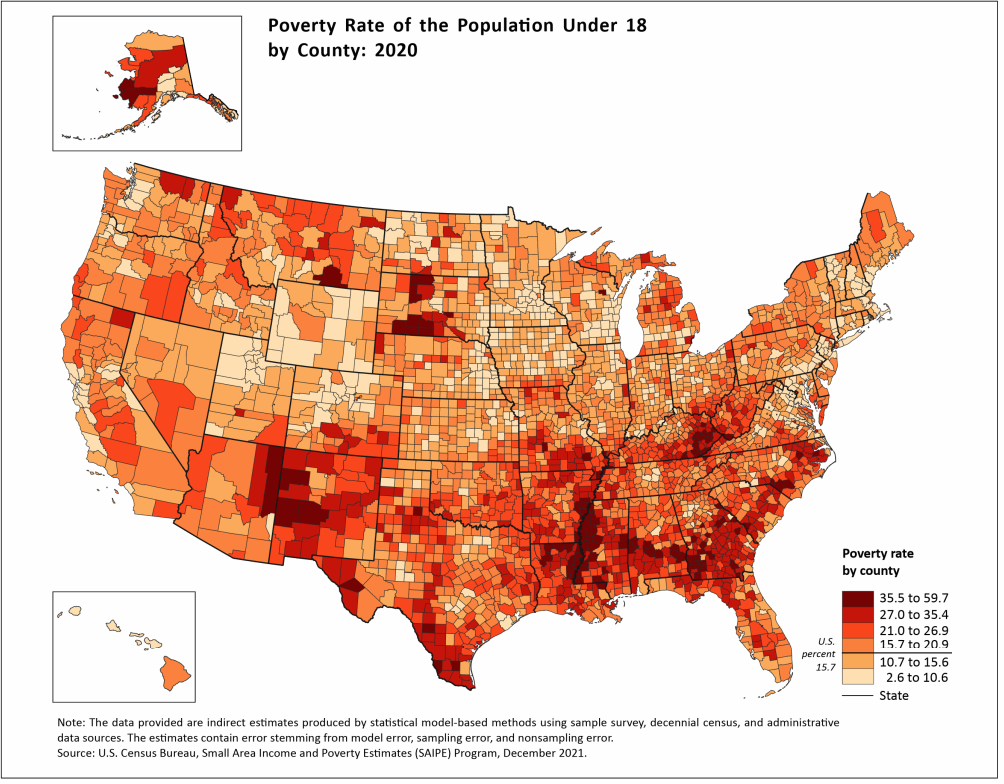 Poverty Rate of the Population Under 18
by County: 2020
Poverty rate
by county
35.5 to 59.7
27.0 to 35.4
21.0 to 26.9
15.7 to 20.9
U.S.
percent
15.7
10.7 to 15.6
2.6 to 10.6
State
Note: The data provided are indirect estimates produced by statistical model-based methods using sample survey, decennial census, and administrative
data sources. The estimates contain error stemming from model error, sampling error, and nonsampling error.
Source: U.S. Census Bureau, Small Area Income and Poverty Estimates (SAIPE) Program, December 2021.